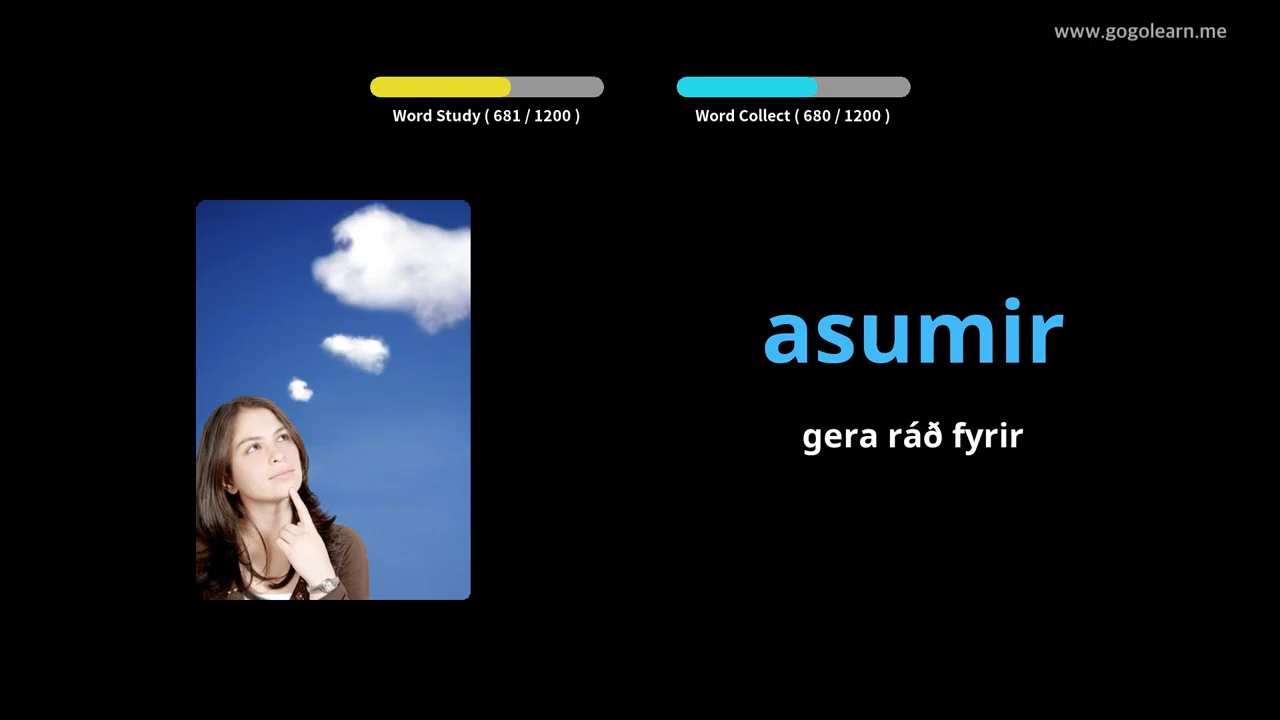 www.gogolearn.me
Word Study ( 681 / 1200 )
Word Collect ( 680 / 1200 )
asumir
gera ráð fyrir